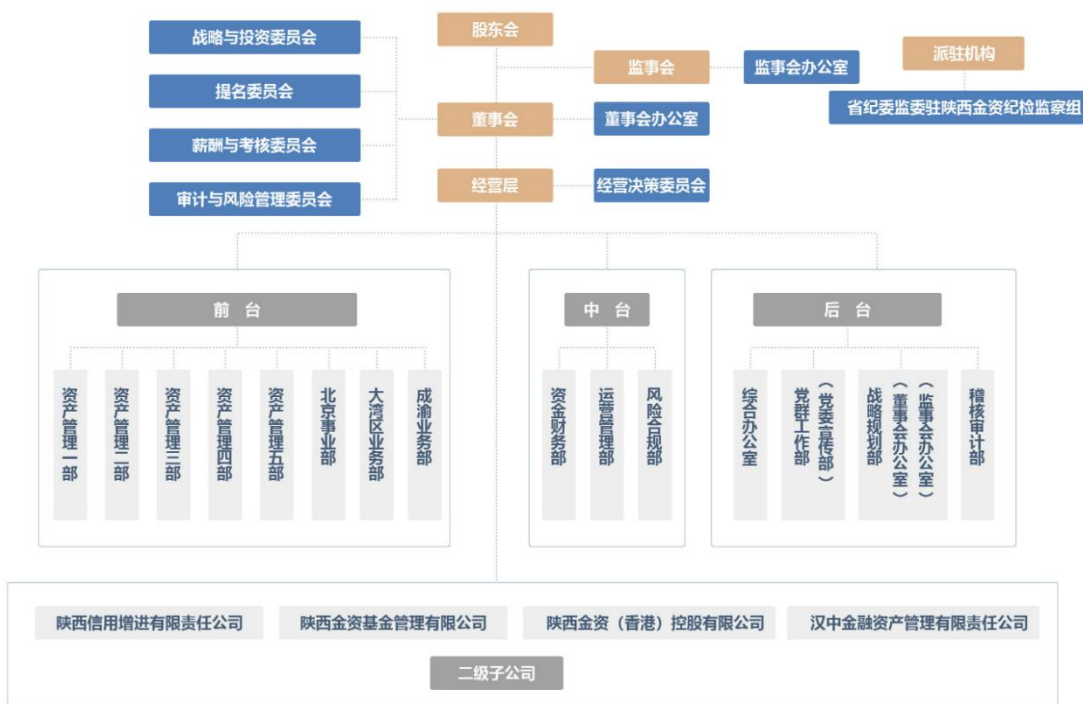 股东会
战略与投资委员会
监事会
监事会办公室
派驻机构
提名委员会
省纪委监委驻陕西金资纪检监察组
董事会
董事会办公室
薪酬与考核委员会
经营层
经营决策委员会
审计与风险管理委员会
前 台
中 台
后 台
资产管理一部
资产管理二部
资产管理三部
资产管理四部
资产管理五部
北京事业部
大湾区业务部
成渝业务部
资金财务部
运营管理部
风险合规部
综合办公室
党群工作部
（党委宣传部）
战略规划部
（董事会办公室）
（监事会办公室）
稽核审计部
陕西信用增进有限责任公司
陕西金资基金管理有限公司
陕西金资（香港）控股有限公司
汉中金融资产管理有限责任公司
二级子公司